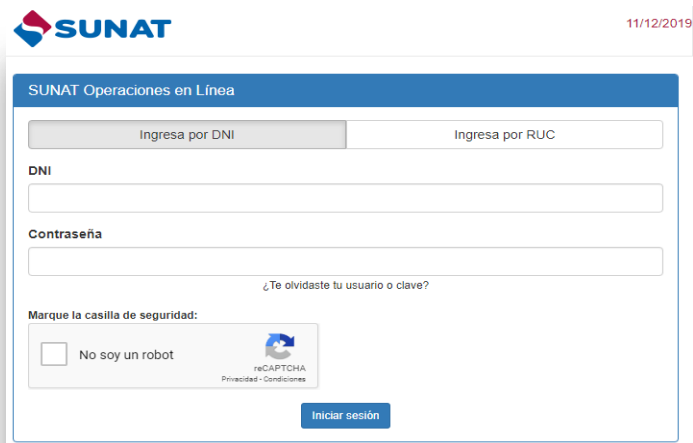 SUNAT
11/12/2019
SUNAT Operaciones en Línea
Ingresa por DNI
Ingresa por RUC
DNI
Contraseña
¿Te olvidaste tu usuario o clave?
Marque la casilla de seguridad:
No soy un robot
reCAPTCHA
Privacidad - Condiciones
Iniciar sesión